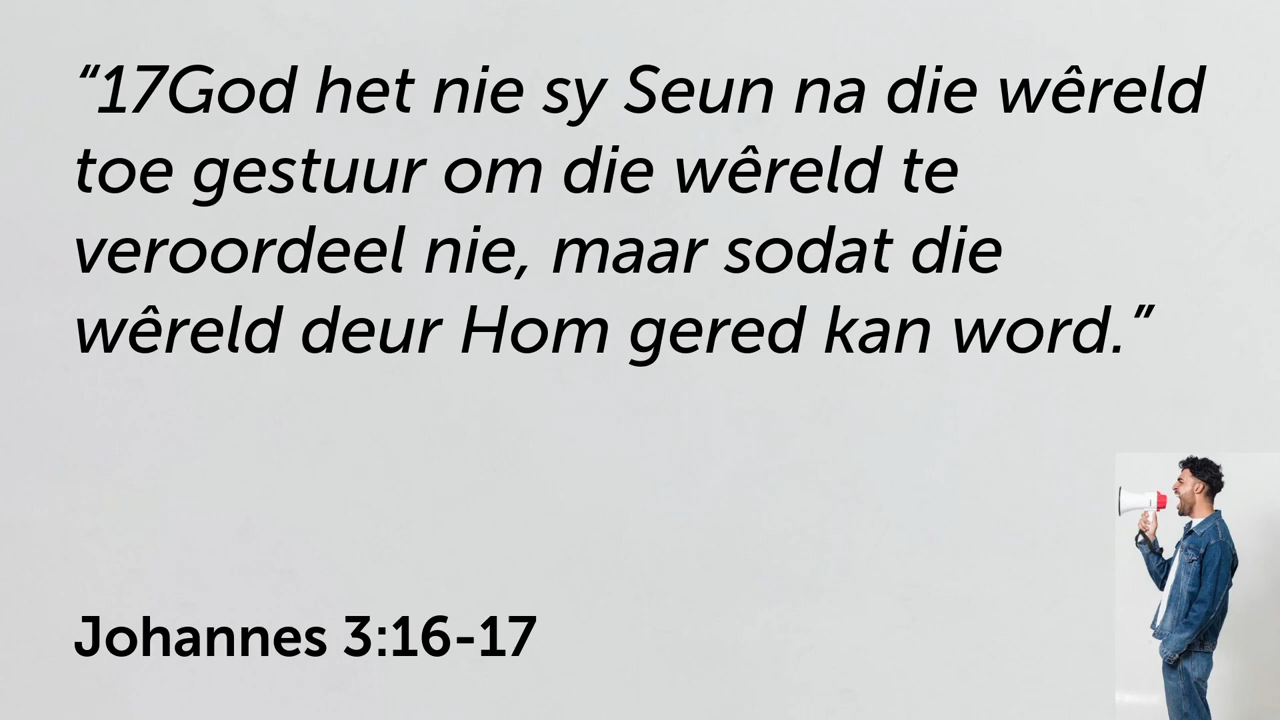 “17God het nie sy Seun na die wêreld
toe gestuur om die wêreld te
veroordeel nie, maar sodat die
wêreld deur Hom gered kan word.”
Johannes 3:16-17